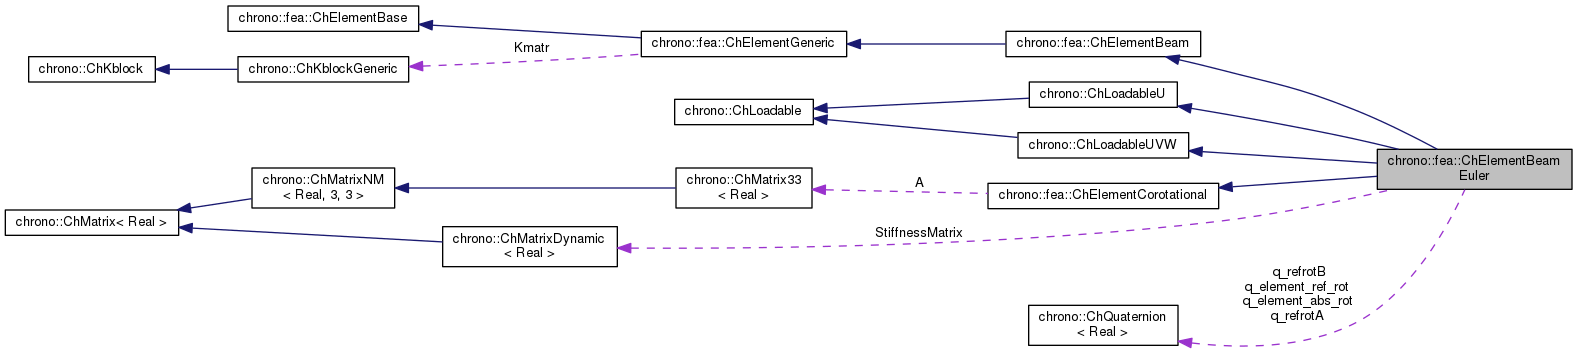 chrono::fea::ChElementBase
chrono::fea::ChElementGeneric
chrono::fea::ChElementBeam
Kmatr
chrono::ChKblock
chrono::ChKblockGeneric
chrono::ChLoadableU
chrono::ChLoadable
chrono::ChLoadableUVW
chrono::fea::ChElementBeam
Euler
chrono::ChMatrixNM
< Real, 3, 3 >
chrono::ChMatrix33
< Real >
A
chrono::fea::ChElementCorotational
chrono::ChMatrix< Real >
chrono::ChMatrixDynamic
< Real >
StiffnessMatrix
q_refrotB
q_element_ref_rot
q_element_abs_rot
q_refrotA
chrono::ChQuaternion
< Real >